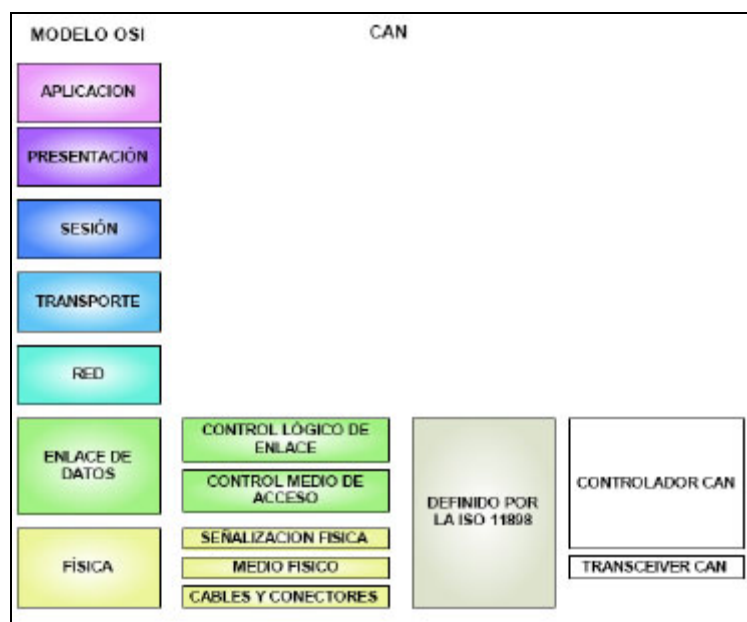 MODELO OSI
CAN
APLICACION
PRESENTACIÓN
SESIÓN
TRANSPORTE
RED
ENLACE DE
DATOS
CONTROL LÓGICO DE
ENLACE
CONTROL MEDIO DE
ACCESO
DEFINIDO POR
LA ISO 11898
CONTROLADOR CAN
FÍSICA
SEÑALIZACION FISICA
MEDIO FISICO
CABLES Y CONECTORES
TRANSCEIVER CAN